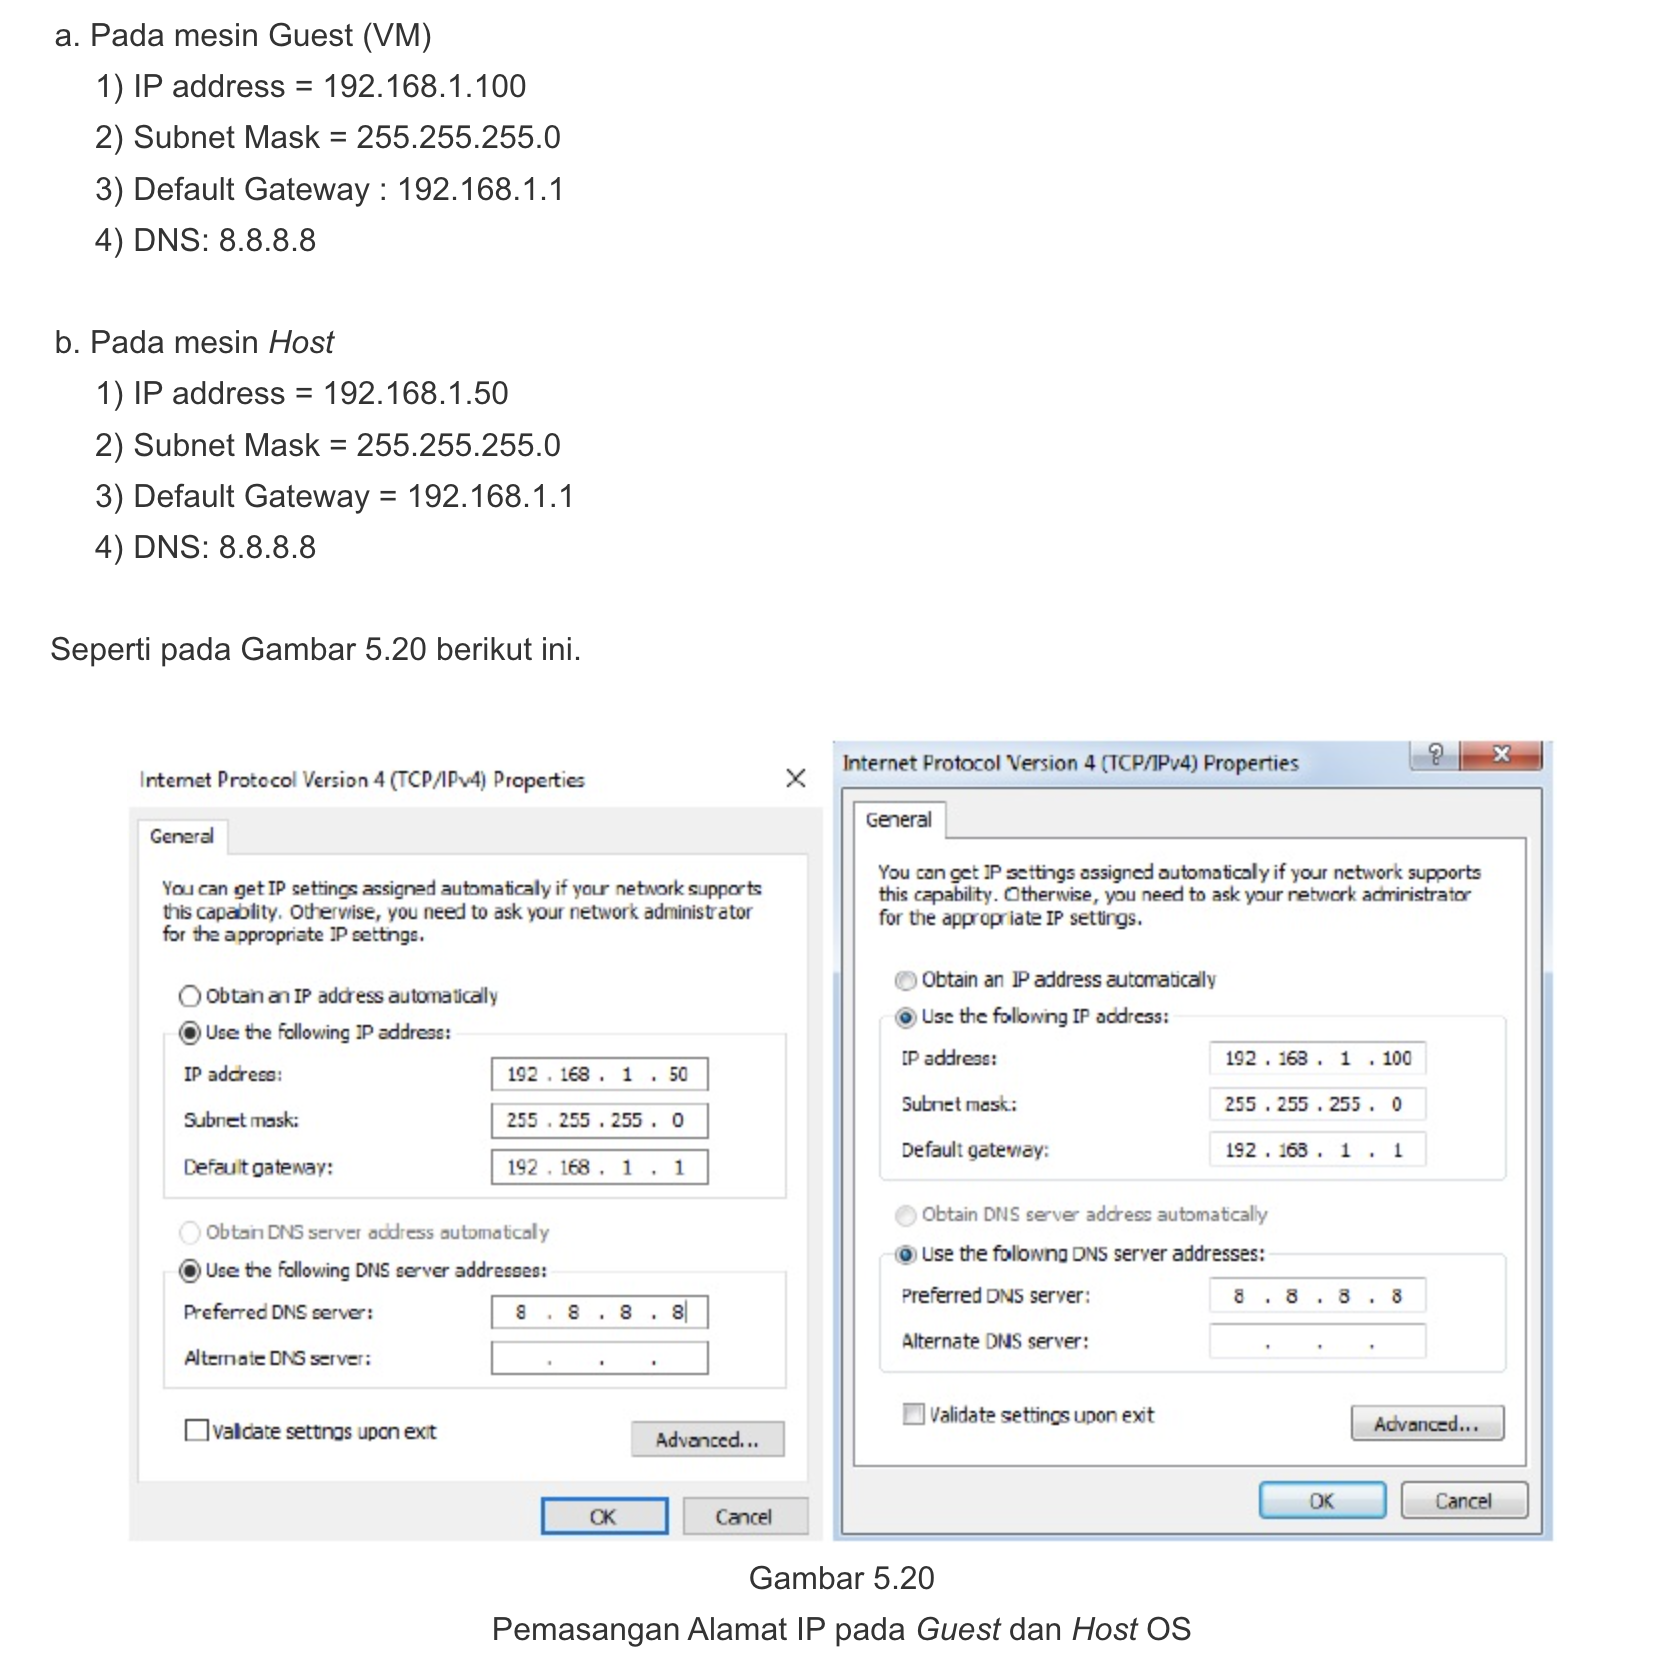 a. Pada mesin Guest (VM)
1) IP address = 192.168.1.100
2) Subnet Mask = 255.255.255.0
3) Default Gateway : 192.168.1.1
4) DNS: 8.8.8.8
b. Pada mesin Host
1) IP address = 192.168.1.50
2) Subnet Mask = 255.255.255.0
3) Default Gateway = 192.168.1.1
4) DNS: 8.8.8.8
Seperti pada Gambar 5.20 berikut ini.
Internet Protocol Version 4 (TCP/IPv4) Properties
General
You can get IP settings assigned automatically if your network supports
this capability. Otherwise, you need to ask your network administrator
for the appropriate IP settings.
Obtain an IP address automatically
Use the following IP address:
IP address: 192 . 168 . 1 . 50
Subnet mask: 255 . 255 . 255 . 0
Default gateway: 192 . 168 . 1 . 1
Obtain DNS server address automatically
Use the following DNS server addresses:
Preferred DNS server: 8 . 8 . 8 . 8
Alternate DNS server: . . .
Validate settings upon exit
Advanced...
OK Cancel
Internet Protocol Version 4 (TCP/IPv4) Properties
General
You can get IP settings assigned automatically if your network supports
this capability. Otherwise, you need to ask your network administrator
for the appropriate IP settings.
Obtain an IP address automatically
Use the following IP address:
IP address: 192 . 168 . 1 . 100
Subnet mask: 255 . 255 . 255 . 0
Default gateway: 192 . 168 . 1 . 1
Obtain DNS server address automatically
Use the following DNS server addresses:
Preferred DNS server: 8 . 8 . 8 . 8
Alternate DNS server: . . .
Validate settings upon exit
Advanced...
OK Cancel
Gambar 5.20
Pemasangan Alamat IP pada Guest dan Host OS